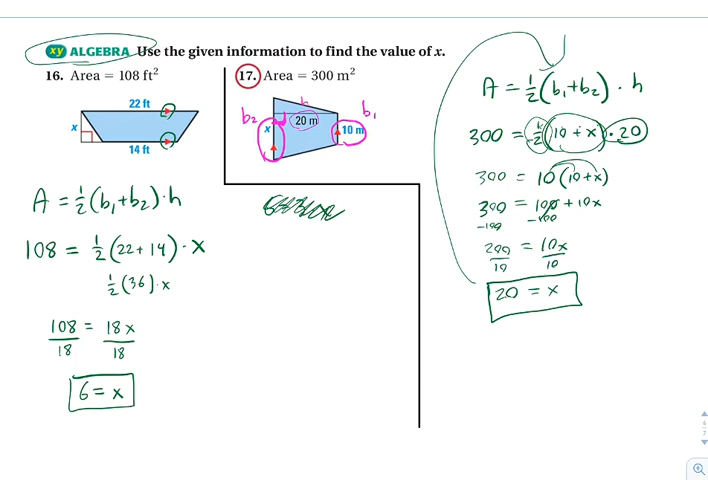 xy ALGEBRA Use the given information to find the value of x.
16. Area = 108 ft²
22 ft
x
14 ft
A = ½(b₁+b₂)·h
108 = ½(22+14)·x
½(36)·x
108/18 = 18x/18
6 = x
17. Area = 300 m²
h
b₂
b₁
20 m
x
10 m
A = ½(b₁+b₂)·h
300 = ½(10+x)·20
300 = 10(10+x)
300 = 100 + 10x
-100 -100
200/10 = 10x/10
20 = x